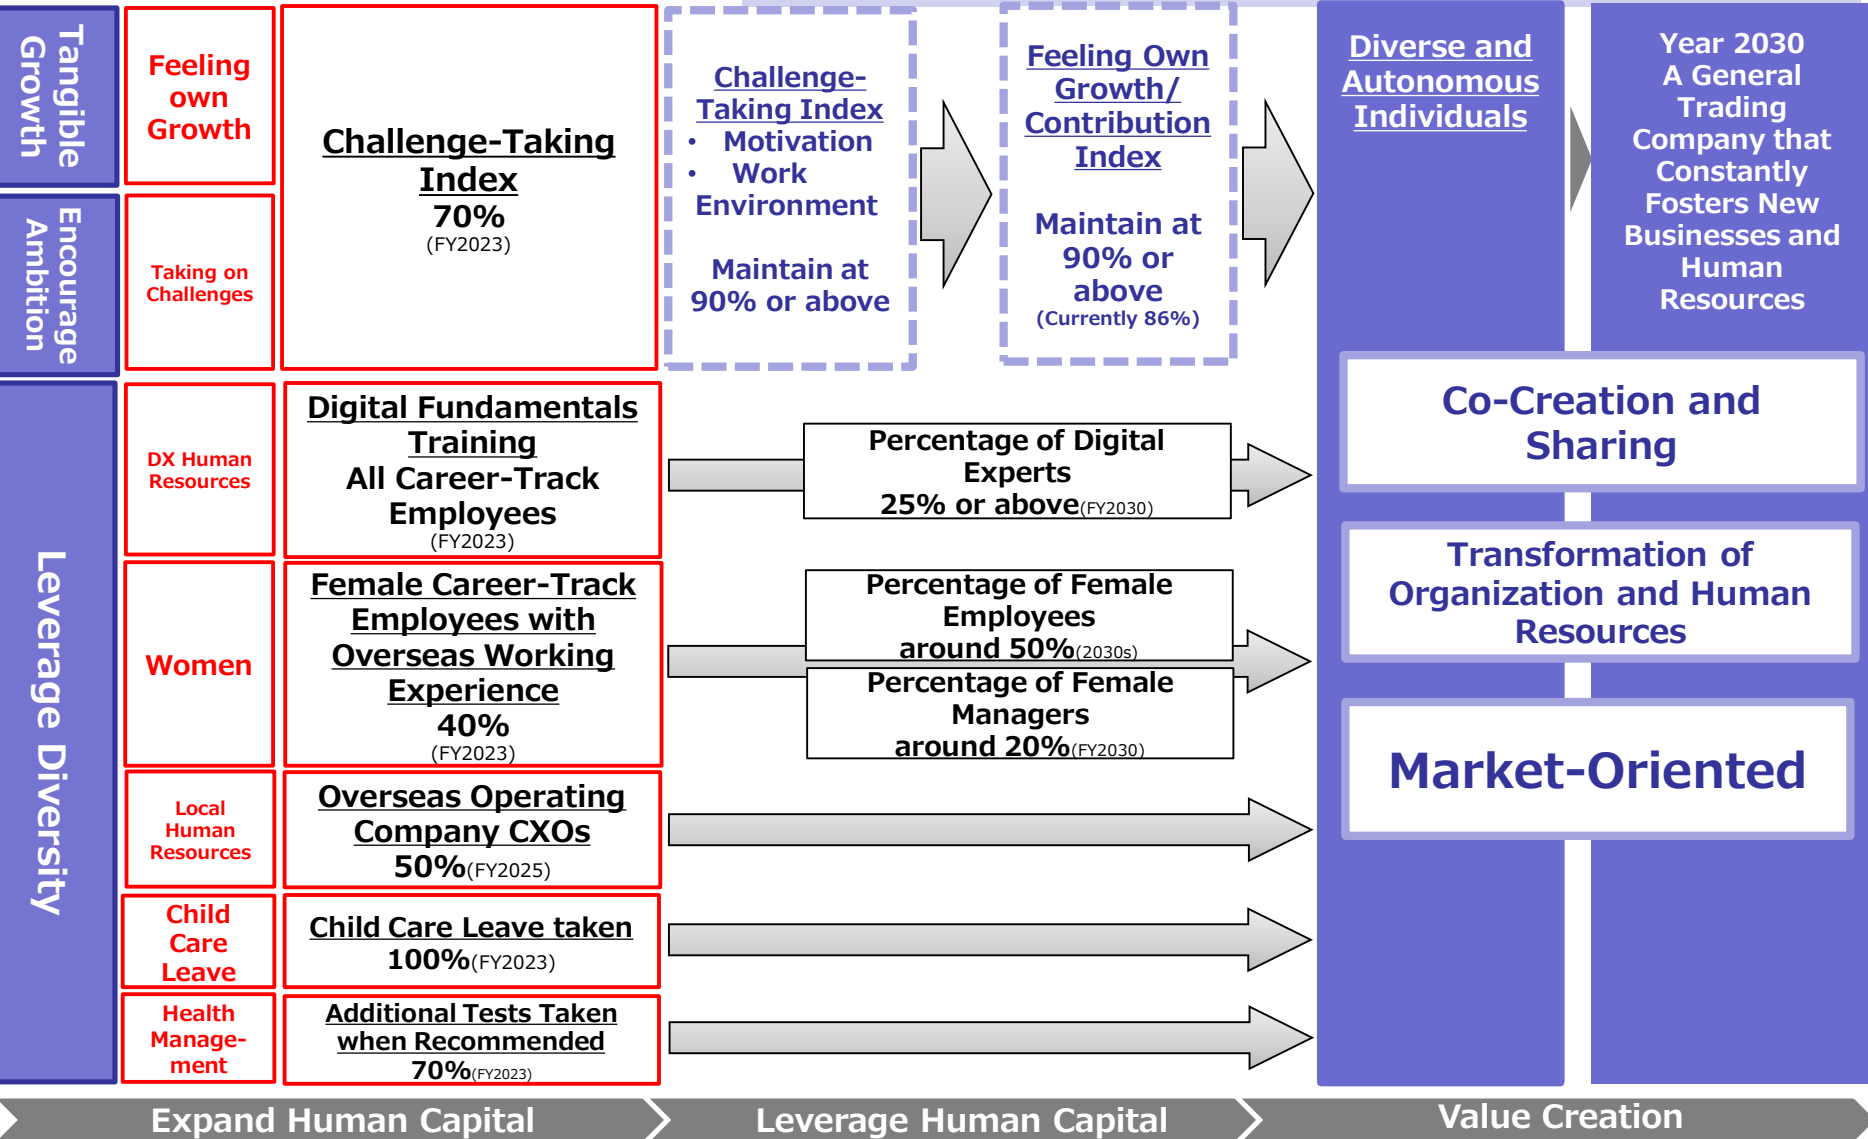 Tangible
Growth
Feeling
own
Growth
Encourage
Ambition
Taking on
Challenges
Challenge-Taking
Index
70%
(FY2023)
Challenge-
Taking Index
• Motivation
• Work
Environment
Maintain at
90% or above
Feeling Own
Growth/
Contribution
Index
Maintain at
90% or
above
(Currently 86%)
Diverse and
Autonomous
Individuals
Year 2030
A General
Trading
Company that
Constantly
Fosters New
Businesses and
Human
Resources
Leverage Diversity
DX Human
Resources
Digital Fundamentals
Training
All Career-Track
Employees
(FY2023)
Percentage of Digital
Experts
25% or above(FY2030)
Women
Female Career-Track
Employees with
Overseas Working
Experience
40%
(FY2023)
Percentage of Female
Employees
around 50%(2030s)
Percentage of Female
Managers
around 20%(FY2030)
Local
Human
Resources
Overseas Operating
Company CXOs
50%(FY2025)
Child
Care
Leave
Child Care Leave taken
100%(FY2023)
Health
Manage-
ment
Additional Tests Taken
when Recommended
70%(FY2023)
Co-Creation and
Sharing
Transformation of
Organization and Human
Resources
Market-Oriented
Expand Human Capital
Leverage Human Capital
Value Creation